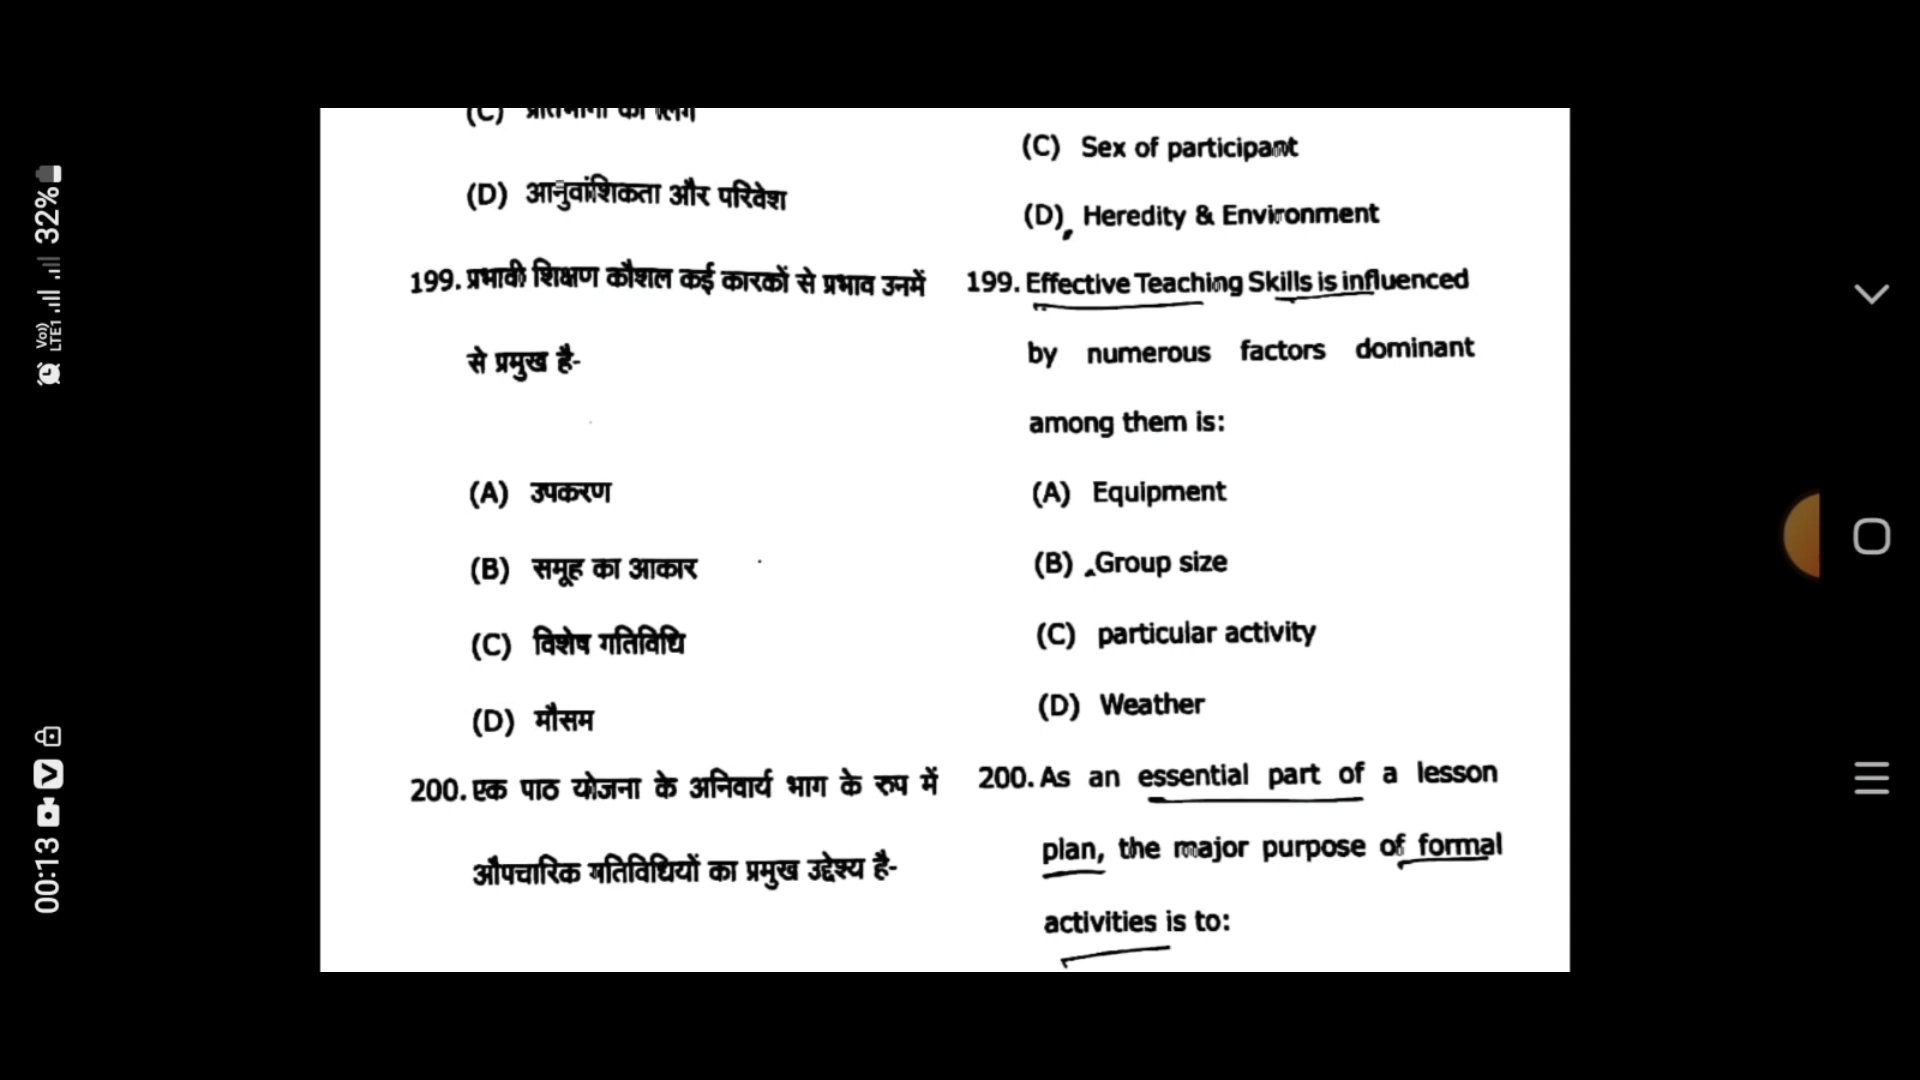 (C) प्रतिभागी का लिंग
(D) आनुवांशिकता और परिवेश
199. प्रभावी शिक्षण कौशल कई कारकों से प्रभाव उनमें
से प्रमुख है-
(A) उपकरण
(B) समूह का आकार
(C) विशेष गतिविधि
(D) मौसम
200. एक पाठ योजना के अनिवार्य भाग के रुप में
औपचारिक गतिविधियों का प्रमुख उद्देश्य है-
(C) Sex of participant
(D) Heredity & Environment
199. Effective Teaching Skills is influenced
by numerous factors dominant
among them is:
(A) Equipment
(B) Group size
(C) particular activity
(D) Weather
200. As an essential part of a lesson
plan, the major purpose of formal
activities is to:
00:13
Vo))
LTE1
32%